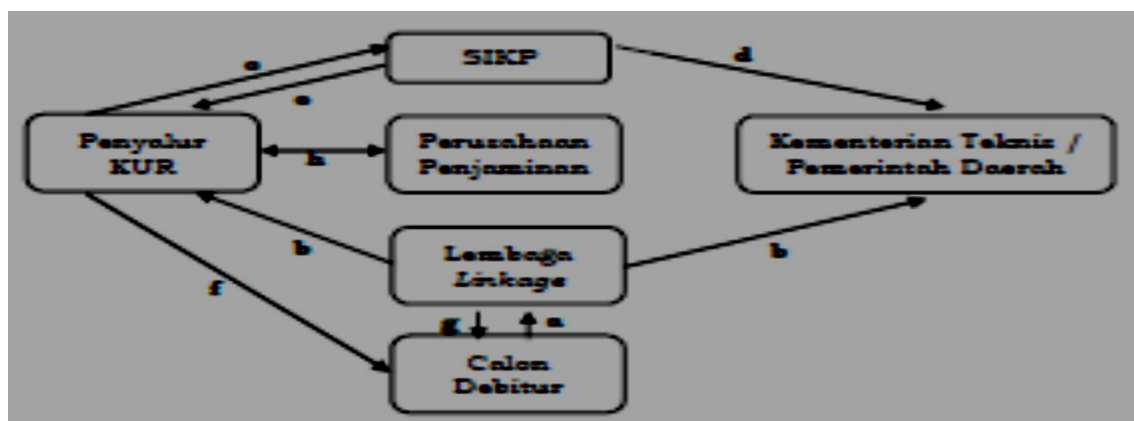 SIKP
d
Penyalur
KUR
h
Perusahaan
Penjaminan
Kementerian Teknis /
Pemerintah Daerah
b
Lembaga
Linkage
b
f
g
a
Calon
Debitur